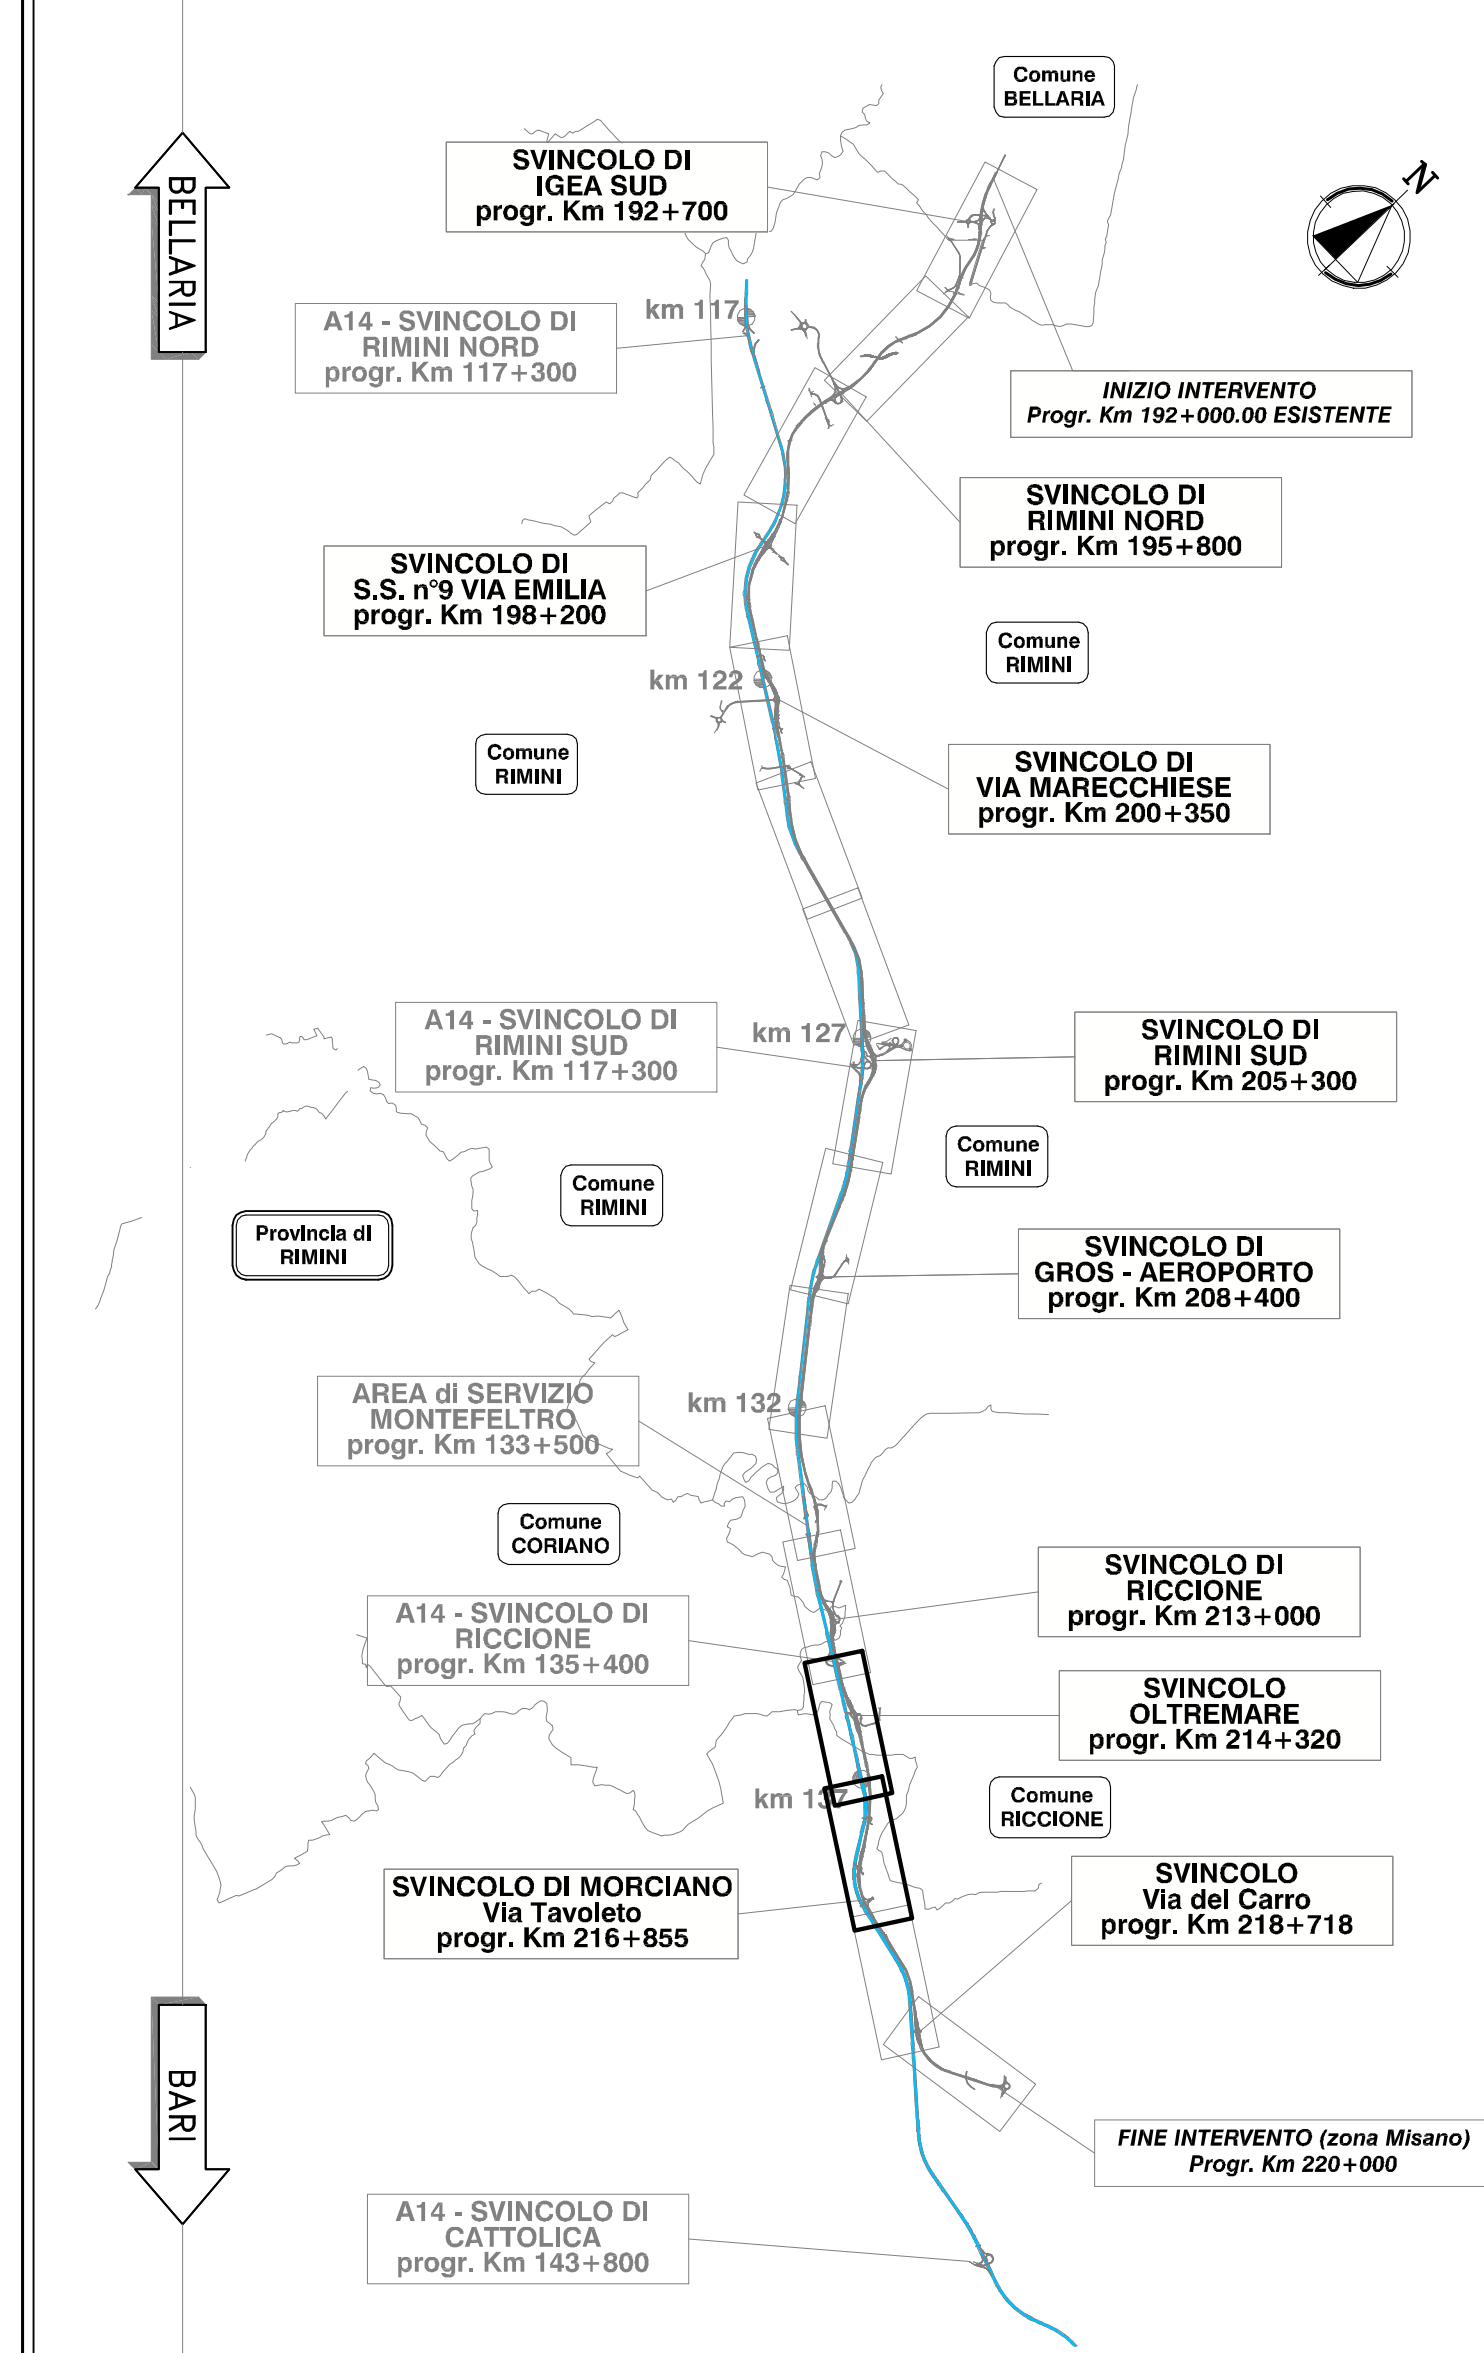 Comune
BELLARIA
BELLARIA
SVINCOLO DI
IGEA SUD
progr. Km 192+700
N
A14 - SVINCOLO DI
RIMINI NORD
progr. Km 117+300
km 117
INIZIO INTERVENTO
Progr. Km 192+000.00 ESISTENTE
SVINCOLO DI
RIMINI NORD
progr. Km 195+800
SVINCOLO DI
S.S. n°9 VIA EMILIA
progr. Km 198+200
Comune
RIMINI
km 122
Comune
RIMINI
SVINCOLO DI
VIA MARECCHIESE
progr. Km 200+350
A14 - SVINCOLO DI
RIMINI SUD
progr. Km 117+300
km 127
SVINCOLO DI
RIMINI SUD
progr. Km 205+300
Comune
RIMINI
Comune
RIMINI
Provincia di
RIMINI
SVINCOLO DI
GROS - AEROPORTO
progr. Km 208+400
AREA di SERVIZIO
MONTEFELTRO
progr. Km 133+500
km 132
Comune
CORIANO
SVINCOLO DI
RICCIONE
progr. Km 213+000
A14 - SVINCOLO DI
RICCIONE
progr. Km 135+400
SVINCOLO
OLTREMARE
progr. Km 214+320
km 137
Comune
RICCIONE
SVINCOLO DI MORCIANO
Via Tavoleto
progr. Km 216+855
SVINCOLO
Via del Carro
progr. Km 218+718
BARI
FINE INTERVENTO (zona Misano)
Progr. Km 220+000
A14 - SVINCOLO DI
CATTOLICA
progr. Km 143+800